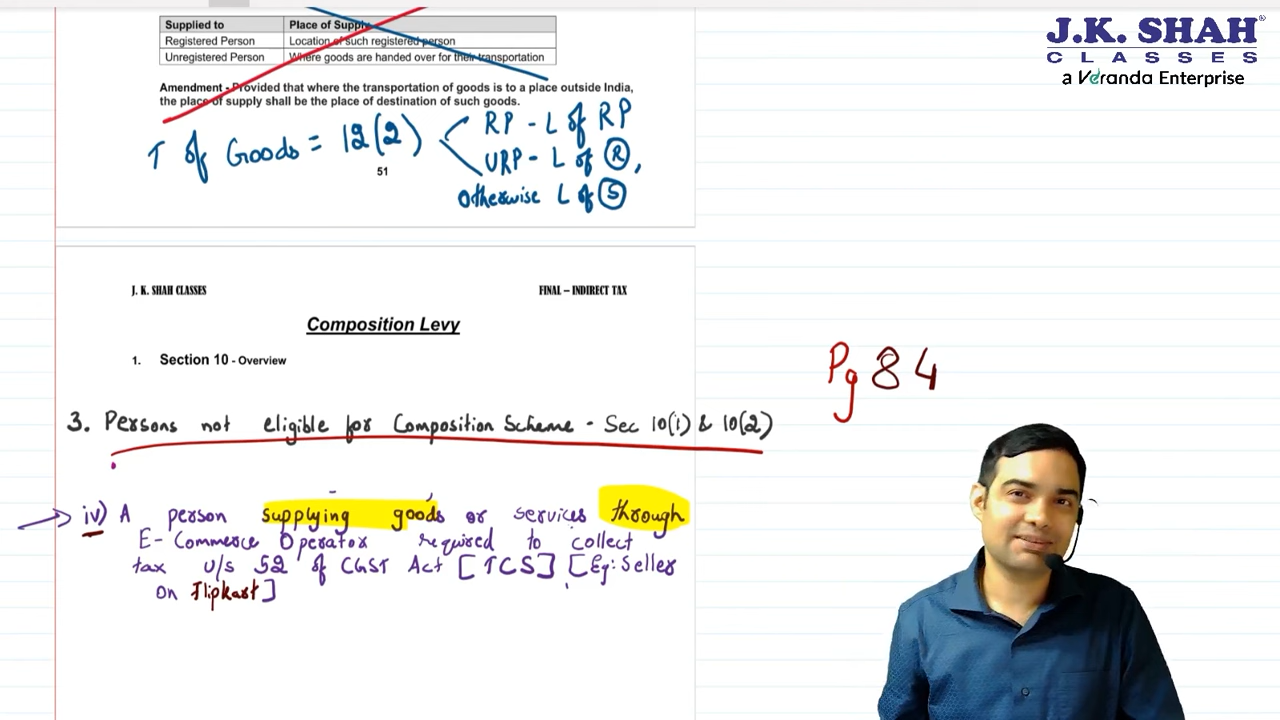 J.K. SHAH®
CLASSES
a Veranda Enterprise
Supplied to Place of Supply
Registered Person Location of such registered person
Unregistered Person Where goods are handed over for their transportation
Amendment - Provided that where the transportation of goods is to a place outside India,
the place of supply shall be the place of destination of such goods.
T of Goods = 12(2)
RP - L of RP
URP - L of R,
Otherwise L of S
51
J. K. SHAH CLASSES FINAL – INDIRECT TAX
Composition Levy
1. Section 10 - Overview
Pg 84
3. Persons not eligible for Composition Scheme - Sec 10(1) & 10(2)
iv) A person supplying goods or services through
E-Commerce Operator required to collect
tax u/s 52 of CGST Act [TCS] [Eg: Seller
on Flipkart]